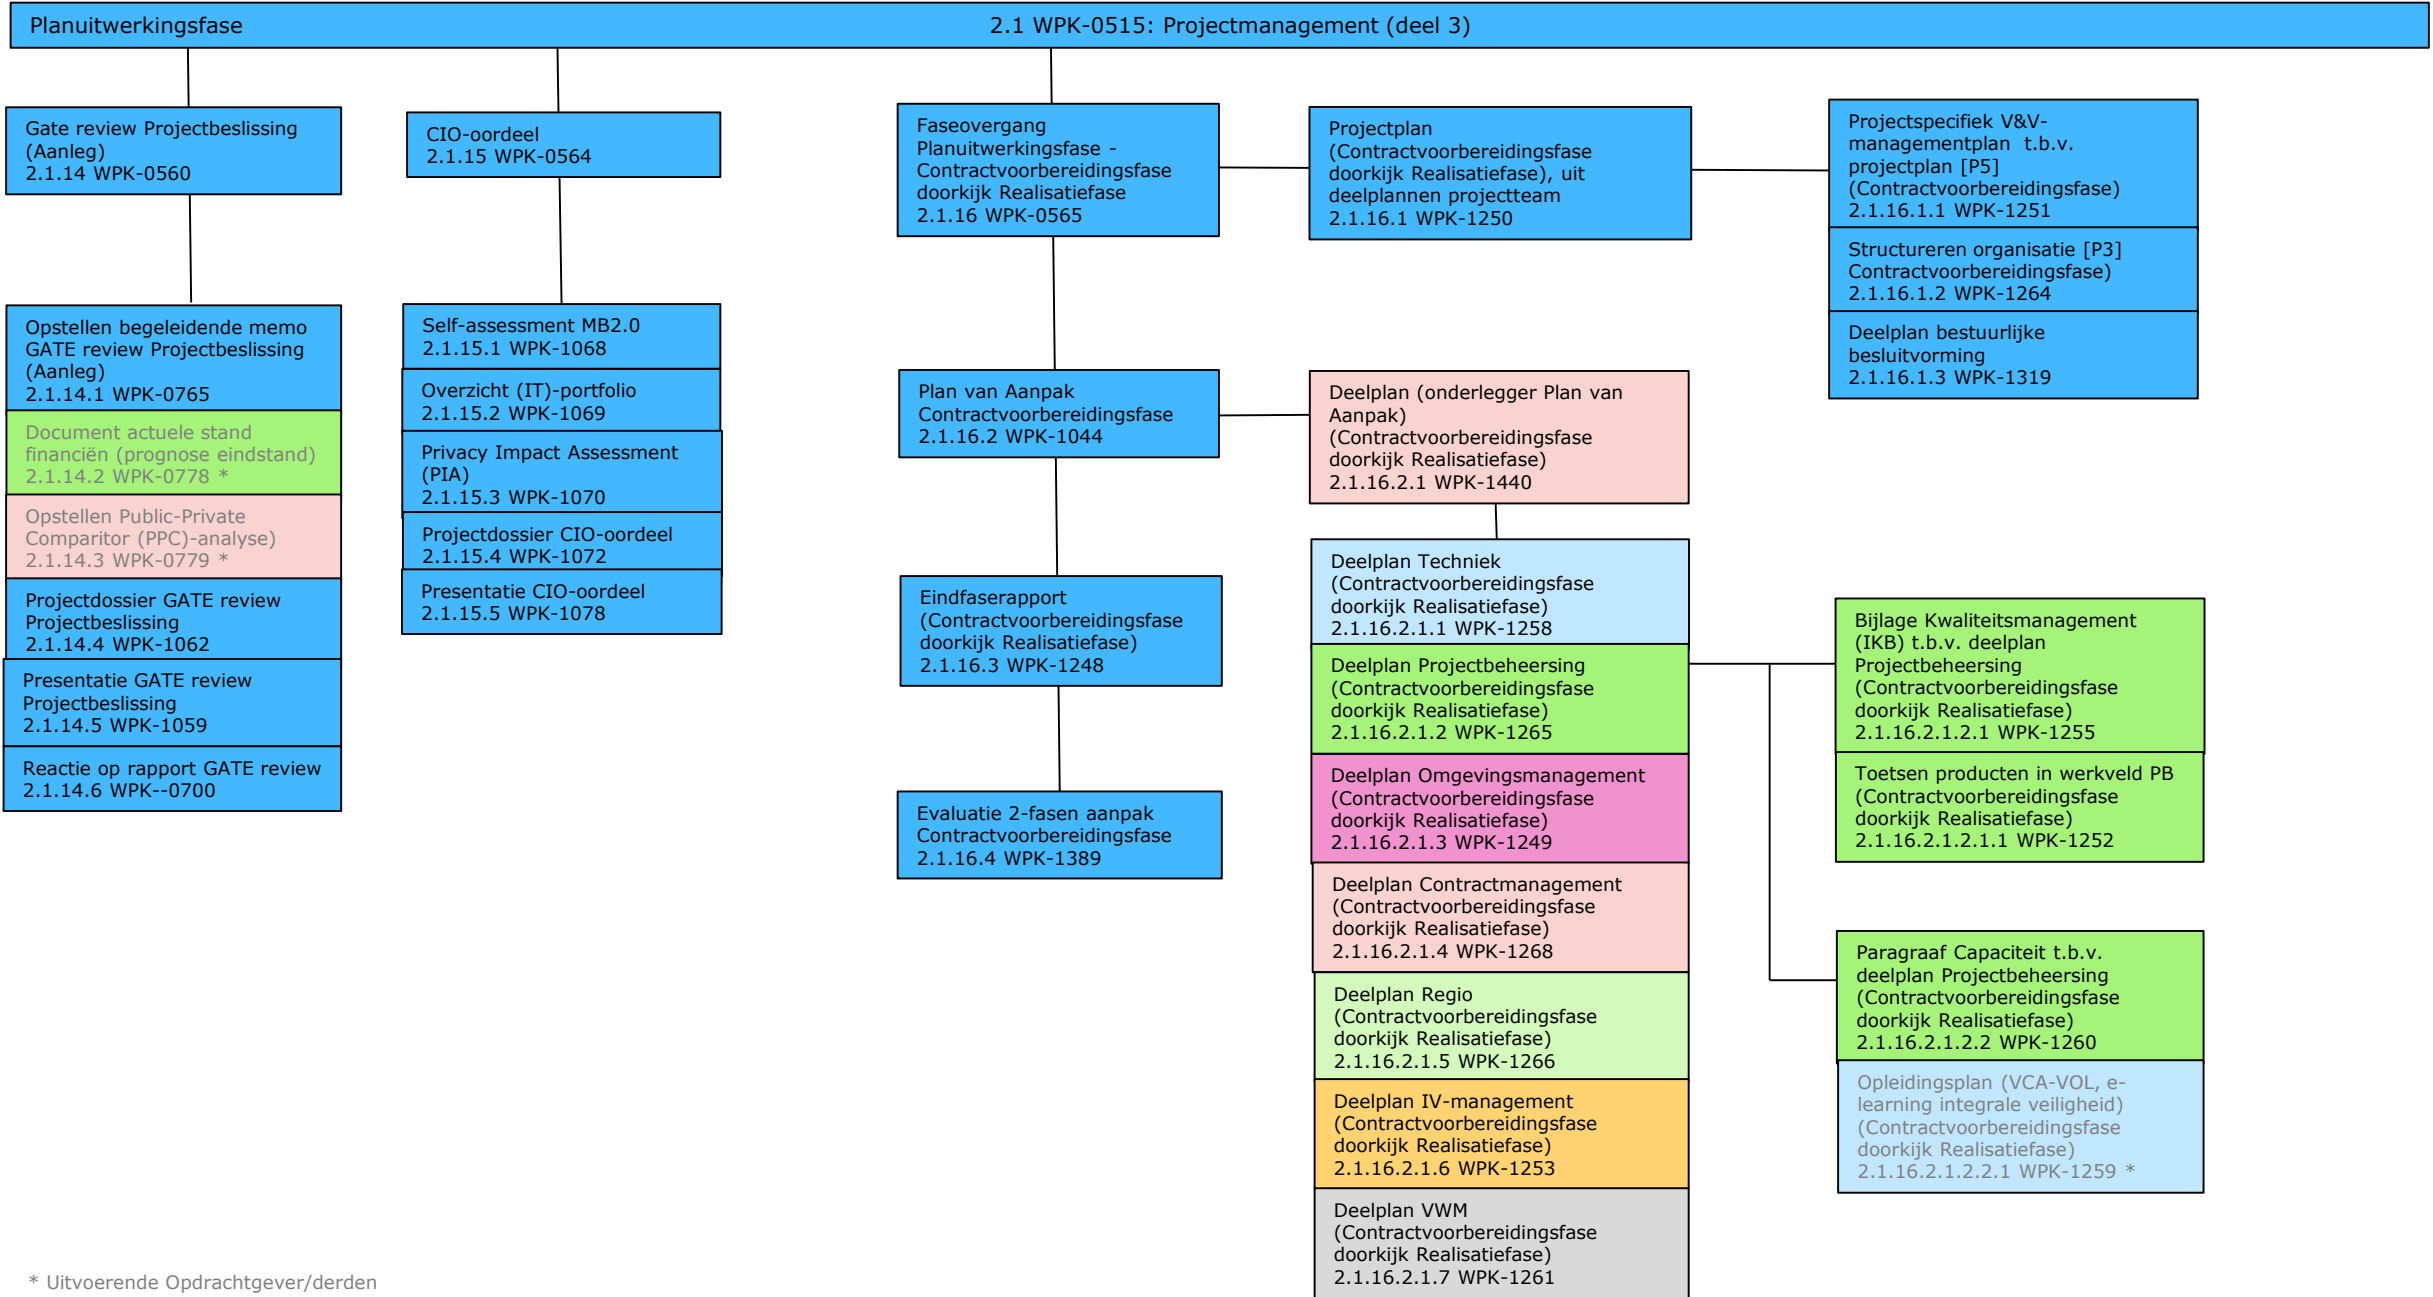 Planuitwerkingsfase
2.1 WPK-0515: Projectmanagement (deel 3)
Gate review Projectbeslissing
(Aanleg)
2.1.14 WPK-0560
Opstellen begeleidende memo
GATE review Projectbeslissing
(Aanleg)
2.1.14.1 WPK-0765
Document actuele stand
financiën (prognose eindstand)
2.1.14.2 WPK-0778 *
Opstellen Public-Private
Comparitor (PPC)-analyse)
2.1.14.3 WPK-0779 *
Projectdossier GATE review
Projectbeslissing
2.1.14.4 WPK-1062
Presentatie GATE review
Projectbeslissing
2.1.14.5 WPK-1059
Reactie op rapport GATE review
2.1.14.6 WPK--0700
CIO-oordeel
2.1.15 WPK-0564
Self-assessment MB2.0
2.1.15.1 WPK-1068
Overzicht (IT)-portfolio
2.1.15.2 WPK-1069
Privacy Impact Assessment
(PIA)
2.1.15.3 WPK-1070
Projectdossier CIO-oordeel
2.1.15.4 WPK-1072
Presentatie CIO-oordeel
2.1.15.5 WPK-1078
Faseovergang
Planuitwerkingsfase -
Contractvoorbereidingsfase
doorkijk Realisatiefase
2.1.16 WPK-0565
Plan van Aanpak
Contractvoorbereidingsfase
2.1.16.2 WPK-1044
Eindfaserapport
(Contractvoorbereidingsfase
doorkijk Realisatiefase)
2.1.16.3 WPK-1248
Evaluatie 2-fasen aanpak
Contractvoorbereidingsfase
2.1.16.4 WPK-1389
Projectplan
(Contractvoorbereidingsfase
doorkijk Realisatiefase), uit
deelplannen projectteam
2.1.16.1 WPK-1250
Deelplan (onderlegger Plan van
Aanpak)
(Contractvoorbereidingsfase
doorkijk Realisatiefase)
2.1.16.2.1 WPK-1440
Deelplan Techniek
(Contractvoorbereidingsfase
doorkijk Realisatiefase)
2.1.16.2.1.1 WPK-1258
Deelplan Projectbeheersing
(Contractvoorbereidingsfase
doorkijk Realisatiefase)
2.1.16.2.1.2 WPK-1265
Deelplan Omgevingsmanagement
(Contractvoorbereidingsfase
doorkijk Realisatiefase)
2.1.16.2.1.3 WPK-1249
Deelplan Contractmanagement
(Contractvoorbereidingsfase
doorkijk Realisatiefase)
2.1.16.2.1.4 WPK-1268
Deelplan Regio
(Contractvoorbereidingsfase
doorkijk Realisatiefase)
2.1.16.2.1.5 WPK-1266
Deelplan IV-management
(Contractvoorbereidingsfase
doorkijk Realisatiefase)
2.1.16.2.1.6 WPK-1253
Deelplan VWM
(Contractvoorbereidingsfase
doorkijk Realisatiefase)
2.1.16.2.1.7 WPK-1261
Projectspecifiek V&V-
managementplan t.b.v.
projectplan [P5]
(Contractvoorbereidingsfase)
2.1.16.1.1 WPK-1251
Structureren organisatie [P3]
Contractvoorbereidingsfase)
2.1.16.1.2 WPK-1264
Deelplan bestuurlijke
besluitvorming
2.1.16.1.3 WPK-1319
Bijlage Kwaliteitsmanagement
(IKB) t.b.v. deelplan
Projectbeheersing
(Contractvoorbereidingsfase
doorkijk Realisatiefase)
2.1.16.2.1.2.1 WPK-1255
Toetsen producten in werkveld PB
(Contractvoorbereidingsfase
doorkijk Realisatiefase)
2.1.16.2.1.2.1.1 WPK-1252
Paragraaf Capaciteit t.b.v.
deelplan Projectbeheersing
(Contractvoorbereidingsfase
doorkijk Realisatiefase)
2.1.16.2.1.2.2 WPK-1260
Opleidingsplan (VCA-VOL, e-
learning integrale veiligheid)
(Contractvoorbereidingsfase
doorkijk Realisatiefase)
2.1.16.2.1.2.2.1 WPK-1259 *
* Uitvoerende Opdrachtgever/derden